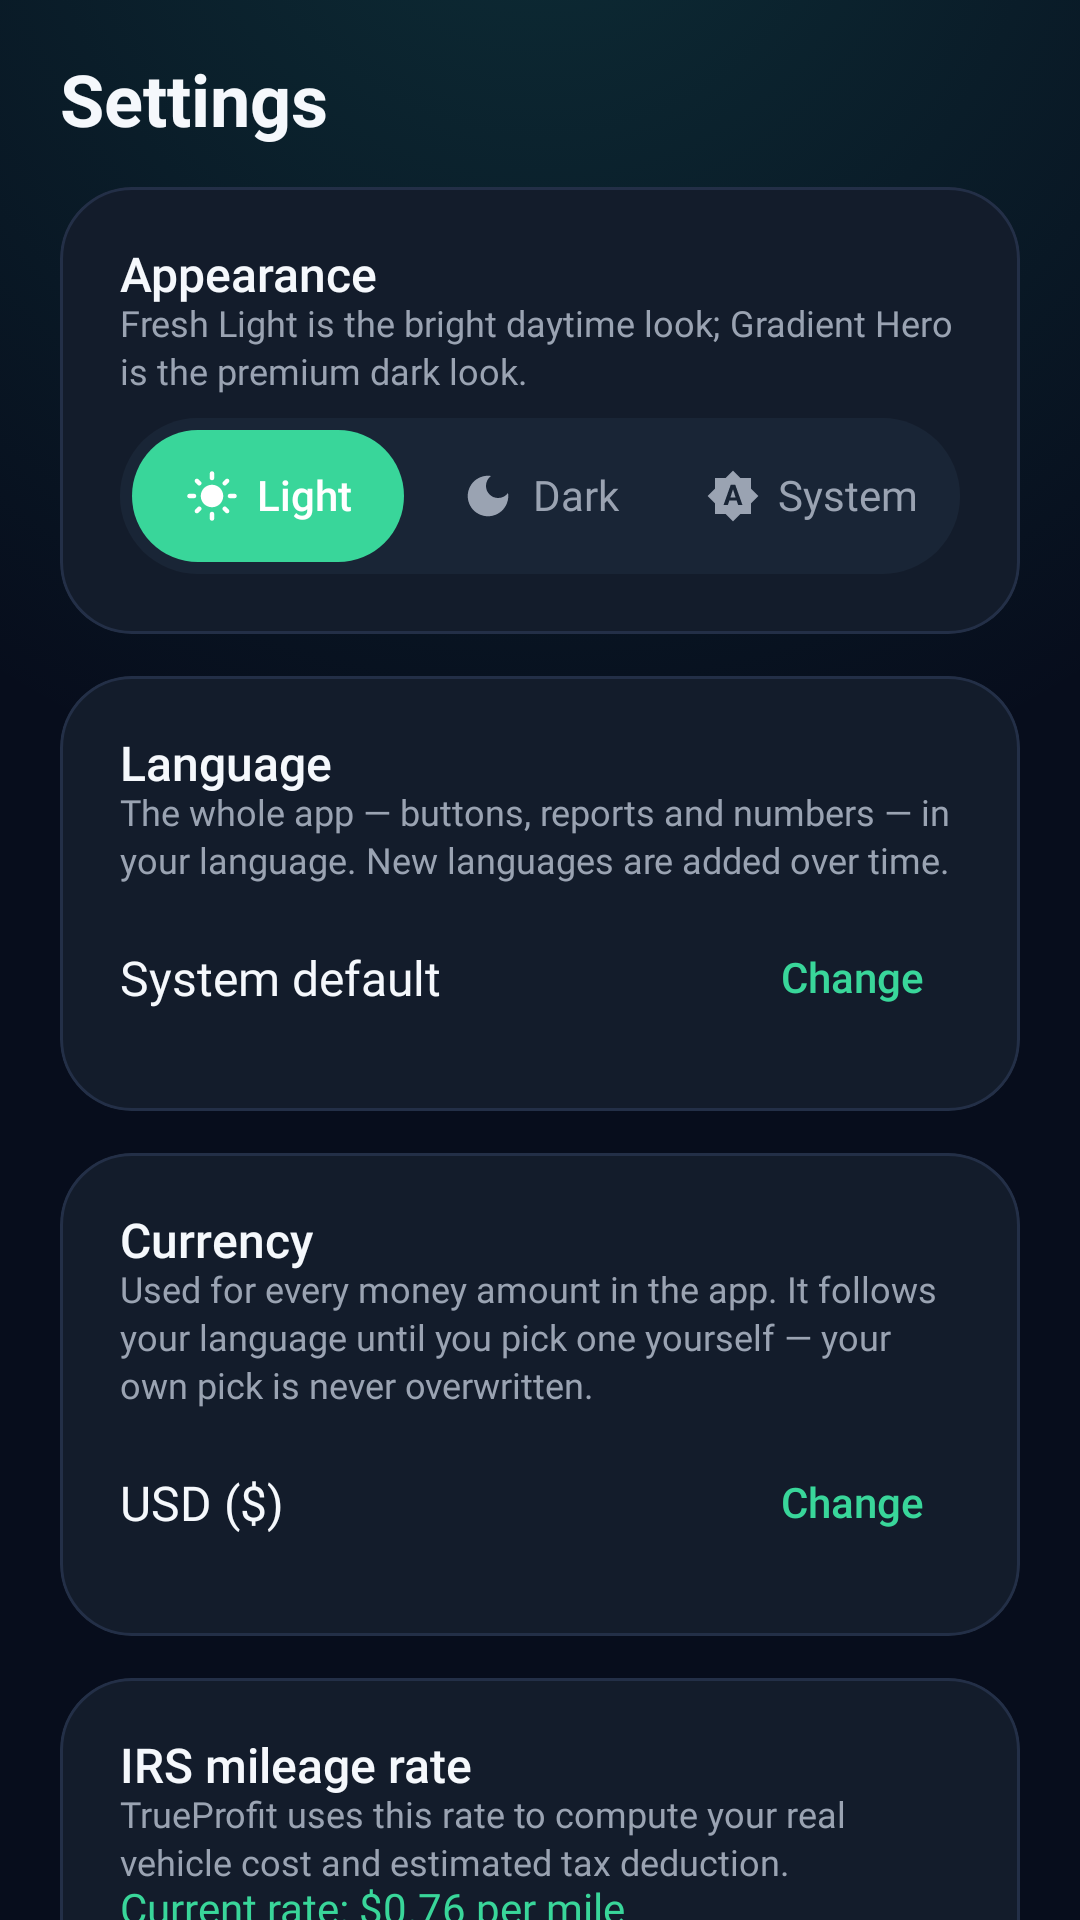 Settings
Appearance
Fresh Light is the bright daytime look; Gradient Hero
is the premium dark look.
Light
Dark
System
Language
The whole app — buttons, reports and numbers — in
your language. New languages are added over time.
System default
Change
Currency
Used for every money amount in the app. It follows
your language until you pick one yourself — your
own pick is never overwritten.
USD ($)
Change
IRS mileage rate
TrueProfit uses this rate to compute your real
vehicle cost and estimated tax deduction.
Current rate: $0.76 per mile